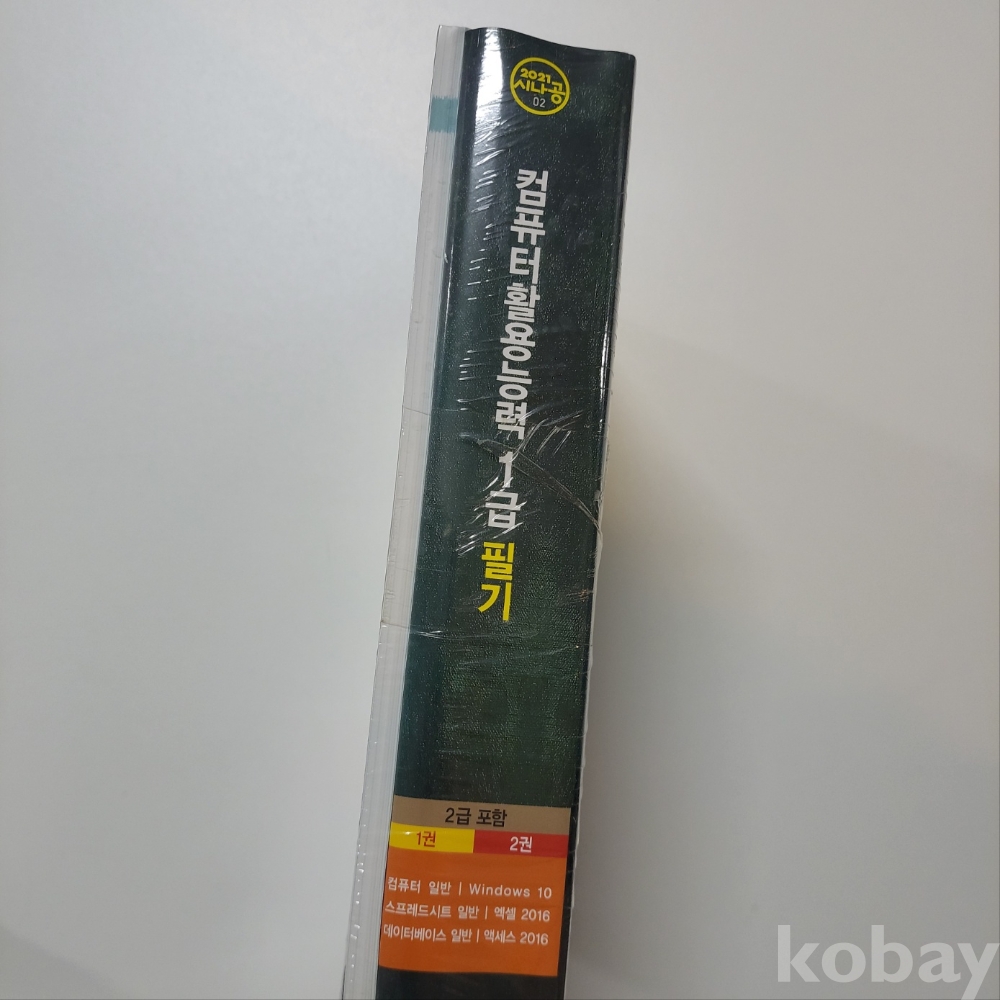 2021
시나공
02
컴퓨터활용능력 1급 필기
2급 포함
1권 2권
컴퓨터 일반 | Windows 10
스프레드시트 일반 | 엑셀 2016
데이터베이스 일반 | 액세스 2016
kobay